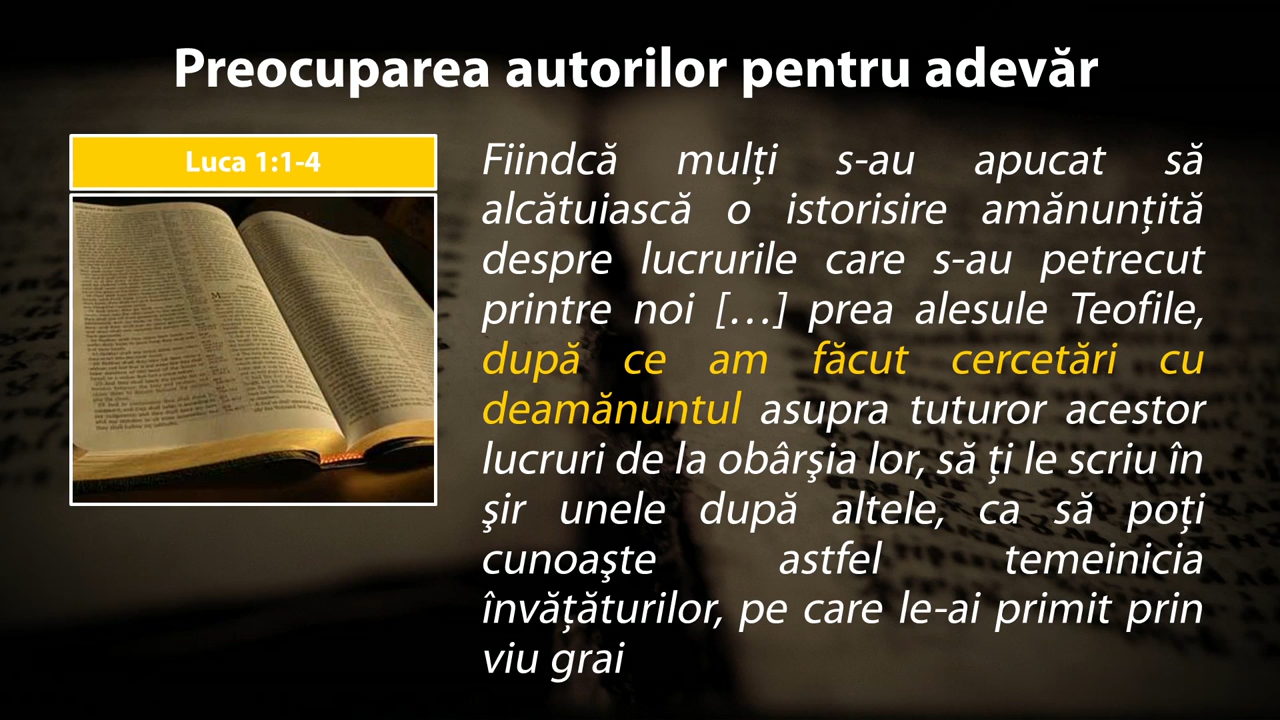 Preocuparea autorilor pentru adevăr
Luca 1:1-4
Fiindcă mulți s-au apucat să
alcătuiască o istorisire amănunțită
despre lucrurile care s-au petrecut
printre noi […] prea alesule Teofile,
după ce am făcut cercetări cu
deamănuntul asupra tuturor acestor
lucruri de la obârşia lor, să ți le scriu în
şir unele după altele, ca să poți
cunoaşte astfel temeinicia
învățăturilor, pe care le-ai primit prin
viu grai